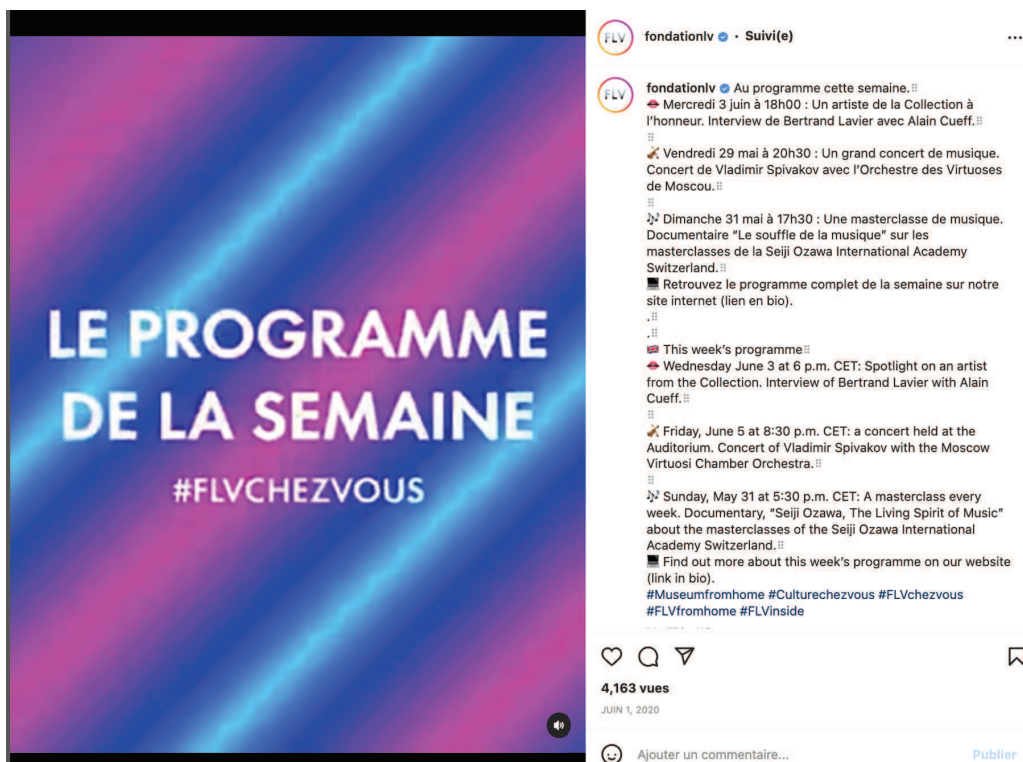 LE PROGRAMME
DE LA SEMAINE
#FLVCHEZVOUS
FLV
fondationlv • Suivi(e)
FLV
fondationlv Au programme cette semaine.
Mercredi 3 juin à 18h00 : Un artiste de la Collection à
l'honneur. Interview de Bertrand Lavier avec Alain Cueff.
Vendredi 29 mai à 20h30 : Un grand concert de musique.
Concert de Vladimir Spivakov avec l'Orchestre des Virtuoses
de Moscou.
Dimanche 31 mai à 17h30 : Une masterclass de musique.
Documentaire “Le souffle de la musique” sur les
masterclasses de la Seiji Ozawa International Academy
Switzerland.
Retrouvez le programme complet de la semaine sur notre
site internet (lien en bio).
.
.
This week's programme
Wednesday June 3 at 6 p.m. CET: Spotlight on an artist
from the Collection. Interview of Bertrand Lavier with Alain
Cueff.
Friday, June 5 at 8:30 p.m. CET: a concert held at the
Auditorium. Concert of Vladimir Spivakov with the Moscow
Virtuosi Chamber Orchestra.
Sunday, May 31 at 5:30 p.m. CET: A masterclass every
week. Documentary, “Seiji Ozawa, The Living Spirit of Music”
about the masterclasses of the Seiji Ozawa International
Academy Switzerland.
Find out more about this week's programme on our website
(link in bio).
#Museumfromhome #Culturechezvous #FLVchezvous
#FLVfromhome #FLVinside
4,163 vues
JUIN 1, 2020
Ajouter un commentaire...
Publier